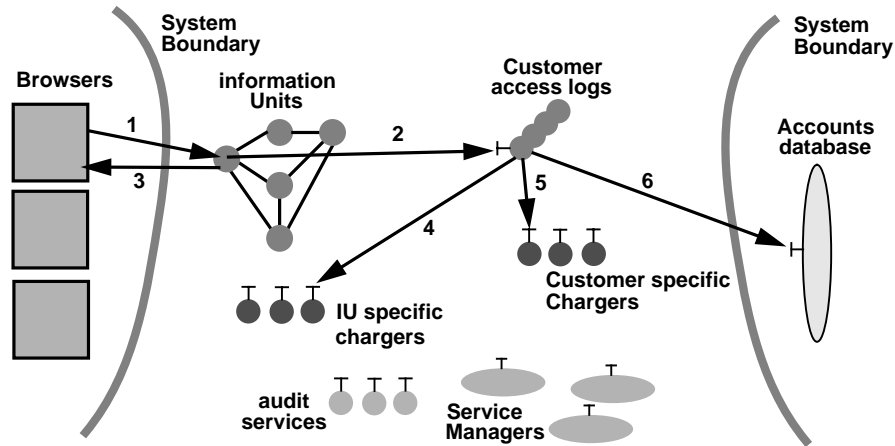 System
Boundary
Browsers
information
Units
Customer
access logs
System
Boundary
Accounts
database
1
2
3
4
5
6
IU specific
chargers
Customer specific
Chargers
audit
services
Service
Managers